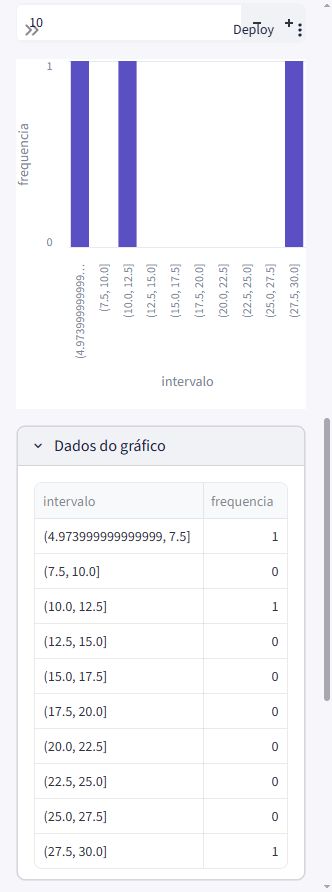 10
Deploy
frequencia
1
0
(4.973999999999...
(7.5, 10.0]
(10.0, 12.5]
(12.5, 15.0]
(15.0, 17.5]
(17.5, 20.0]
(20.0, 22.5]
(22.5, 25.0]
(25.0, 27.5]
(27.5, 30.0]
intervalo
Dados do gráfico
intervalo frequencia
(4.973999999999999, 7.5] 1
(7.5, 10.0] 0
(10.0, 12.5] 1
(12.5, 15.0] 0
(15.0, 17.5] 0
(17.5, 20.0] 0
(20.0, 22.5] 0
(22.5, 25.0] 0
(25.0, 27.5] 0
(27.5, 30.0] 1